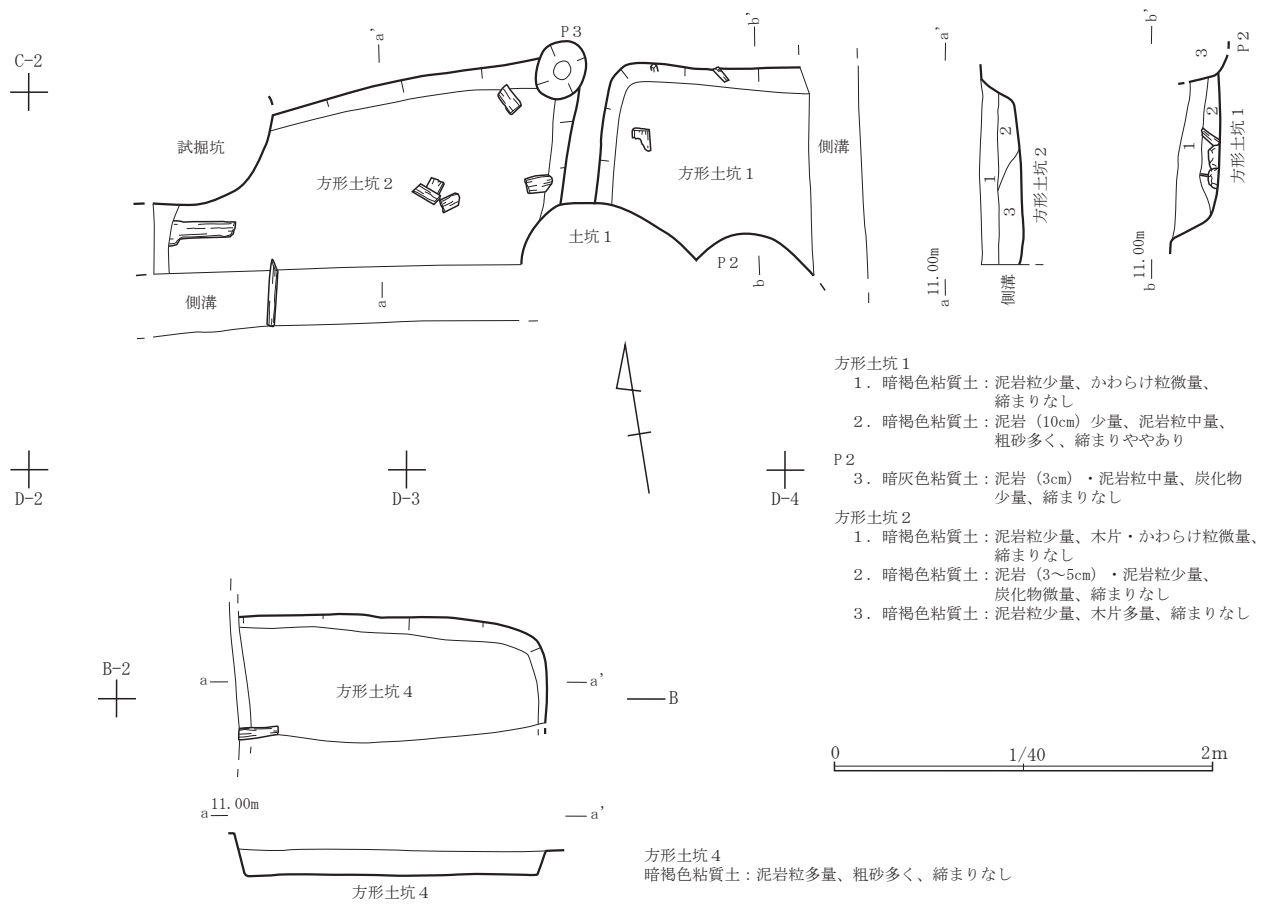 C-2
a'
P3
b'
a'
b'
3
P2
試掘坑
方形土坑２
方形土坑１
側溝
土坑１
P2
側溝
a
b
1
2
3
方形土坑２
11.00m
a
側溝
1
2
方形土坑１
11.00m
b
方形土坑１
１．暗褐色粘質土：泥岩粒少量、かわらけ粒微量、
締まりなし
２．暗褐色粘質土：泥岩（10cm）少量、泥岩粒中量、
粗砂多く、締まりややあり
P2
３．暗灰色粘質土：泥岩（3cm）・泥岩粒中量、炭化物
少量、締まりなし
方形土坑２
１．暗褐色粘質土：泥岩粒少量、木片・かわらけ粒微量、
締まりなし
２．暗褐色粘質土：泥岩（3～5cm）・泥岩粒少量、
炭化物微量、締まりなし
３．暗褐色粘質土：泥岩粒少量、木片多量、締まりなし
D-2
D-3
D-4
B-2
a
方形土坑４
a'
B
0
1/40
2m
a
11.00m
a'
方形土坑４
方形土坑４
暗褐色粘質土：泥岩粒多量、粗砂多く、締まりなし